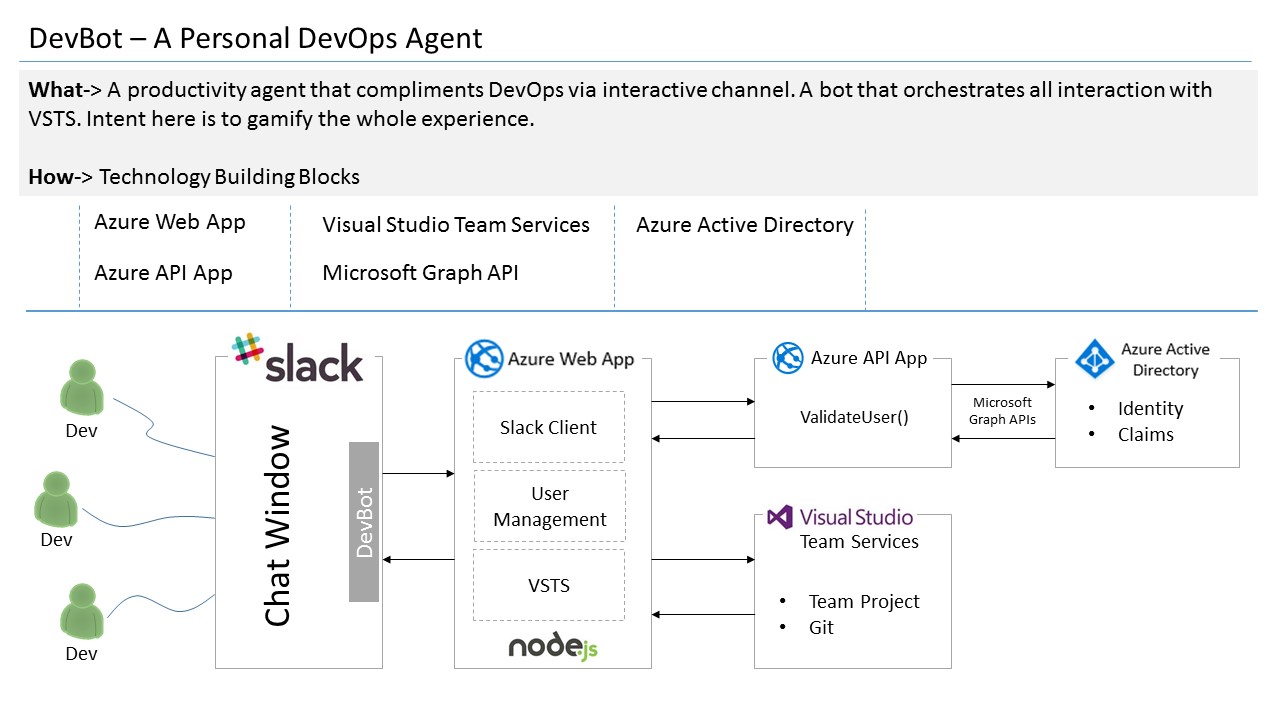 DevBot – A Personal DevOps Agent
What-> A productivity agent that compliments DevOps via interactive channel. A bot that orchestrates all interaction with
VSTS. Intent here is to gamify the whole experience.
How-> Technology Building Blocks
Azure Web App
Visual Studio Team Services
Azure Active Directory
Azure API App
Microsoft Graph API
Dev
Dev
Dev
slack
Chat Window
DevBot
Azure Web App
Slack Client
User
Management
VSTS
node.js
Azure API App
ValidateUser()
Microsoft
Graph APIs
Azure Active
Directory
• Identity
• Claims
Visual Studio
Team Services
• Team Project
• Git